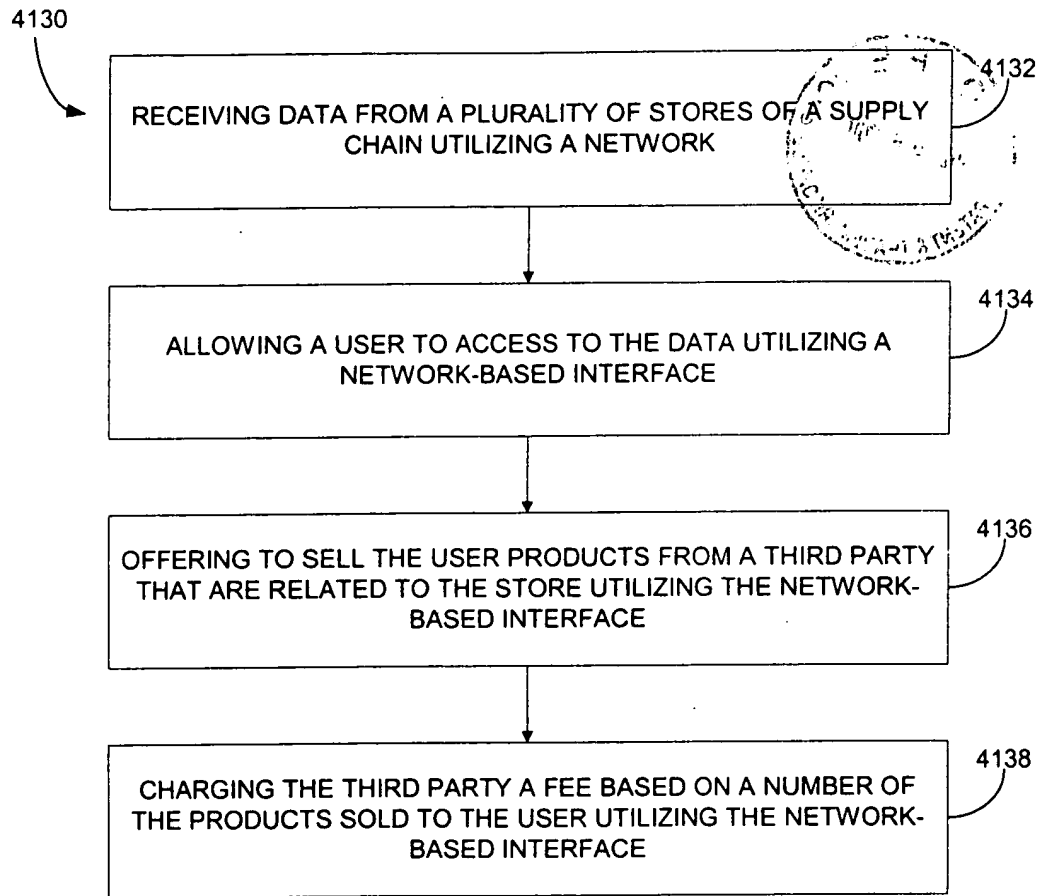 4130
4132
RECEIVING DATA FROM A PLURALITY OF STORES OF A SUPPLY
CHAIN UTILIZING A NETWORK
4134
ALLOWING A USER TO ACCESS TO THE DATA UTILIZING A
NETWORK-BASED INTERFACE
4136
OFFERING TO SELL THE USER PRODUCTS FROM A THIRD PARTY
THAT ARE RELATED TO THE STORE UTILIZING THE NETWORK-
BASED INTERFACE
4138
CHARGING THE THIRD PARTY A FEE BASED ON A NUMBER OF
THE PRODUCTS SOLD TO THE USER UTILIZING THE NETWORK-
BASED INTERFACE